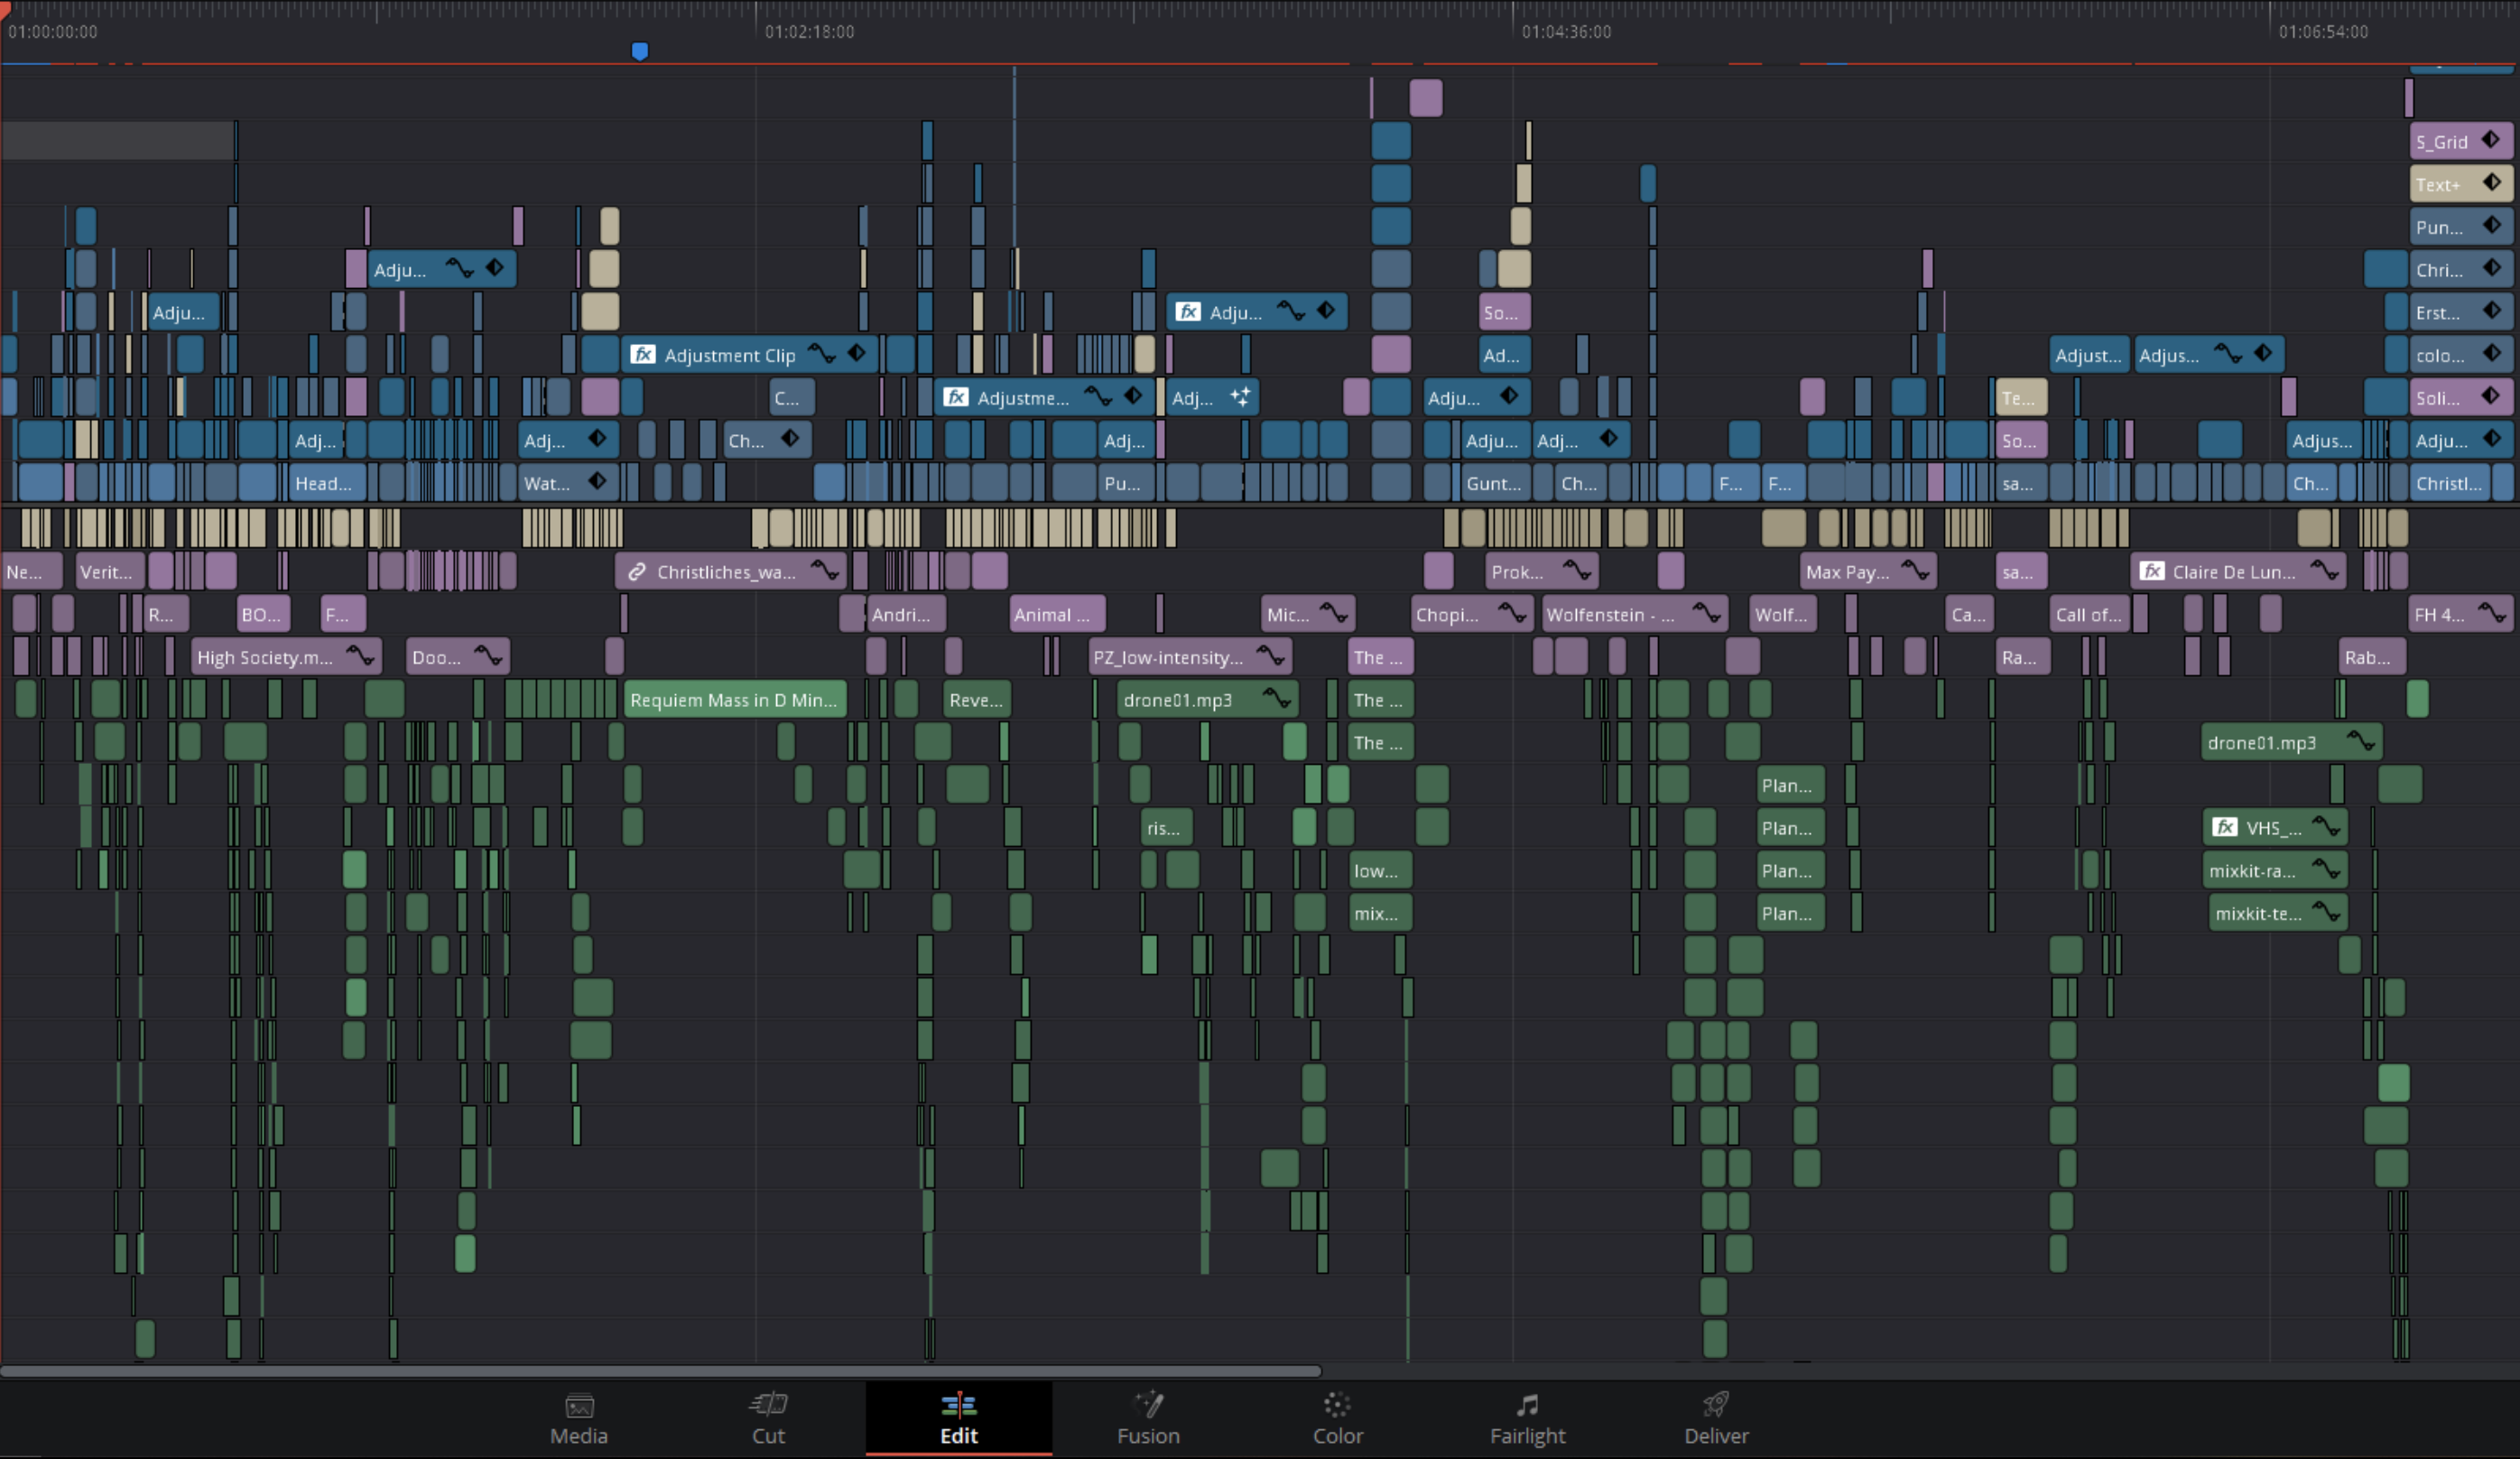 01:00:00:00 01:02:18:00 01:04:36:00 01:06:54:00
S_Grid
Text+
Pun...
Adju... Chri...
Adju... fx Adju... So... Erst...
fx Adjustment Clip Ad... Adjust... Adjus... colo...
C... fx Adjustme... Adj... Adju... Te... Soli...
Adj... Adj... Ch... Adj... Adju... Adj... So... Adjus... Adju...
Head... Wat... Pu... Gunt... Ch... F... F... sa... Ch... Christl...
Ne... Verit... Christliches_wa... Prok... Max Pay... sa... fx Claire De Lun...
R... BO... F... Andri... Animal ... Mic... Chopi... Wolfenstein - ... Wolf... Ca... Call of... FH 4...
High Society.m... Doo... PZ_low-intensity... The ... Ra... Rab...
Requiem Mass in D Min... Reve... drone01.mp3 The ...
The ... drone01.mp3
Plan...
ris... Plan... fx VHS_...
low... Plan... mixkit-ra...
mix... Plan... mixkit-te...
Media Cut Edit Fusion Color Fairlight Deliver